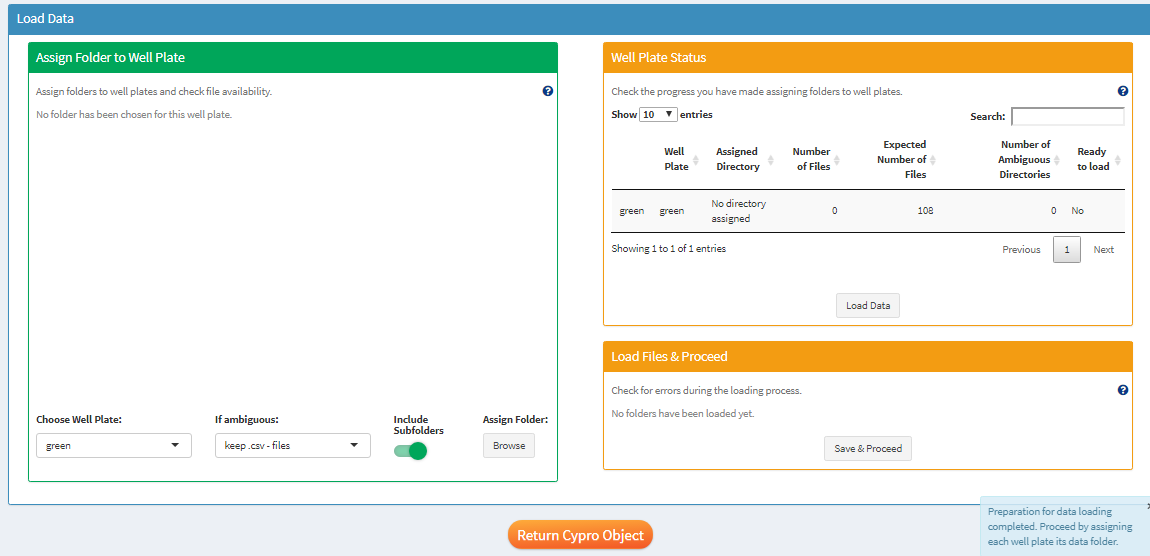 Load Data
Assign Folder to Well Plate
Assign folders to well plates and check file availability.
No folder has been chosen for this well plate.
Choose Well Plate:
If ambiguous:
Include
Subfolders
Assign Folder:
green
keep .csv - files
Browse
Well Plate Status
Check the progress you have made assigning folders to well plates.
Show 10 entries
Search:
Well
Plate
Assigned
Directory
Number
of Files
Expected
Number of
Files
Number of
Ambiguous
Directories
Ready
to load
green green No directory
assigned 0 108 0 No
Showing 1 to 1 of 1 entries
Previous 1 Next
Load Data
Load Files & Proceed
Check for errors during the loading process.
No folders have been loaded yet.
Save & Proceed
Return Cypro Object
Preparation for data loading
completed. Proceed by assigning
each well plate its data folder.